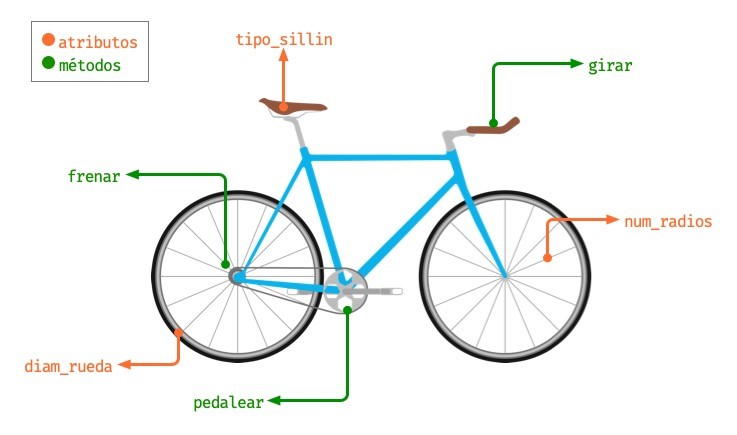 tipo_sillin
atributos
métodos
girar
frenar
num_radios
diam_rueda
pedalear